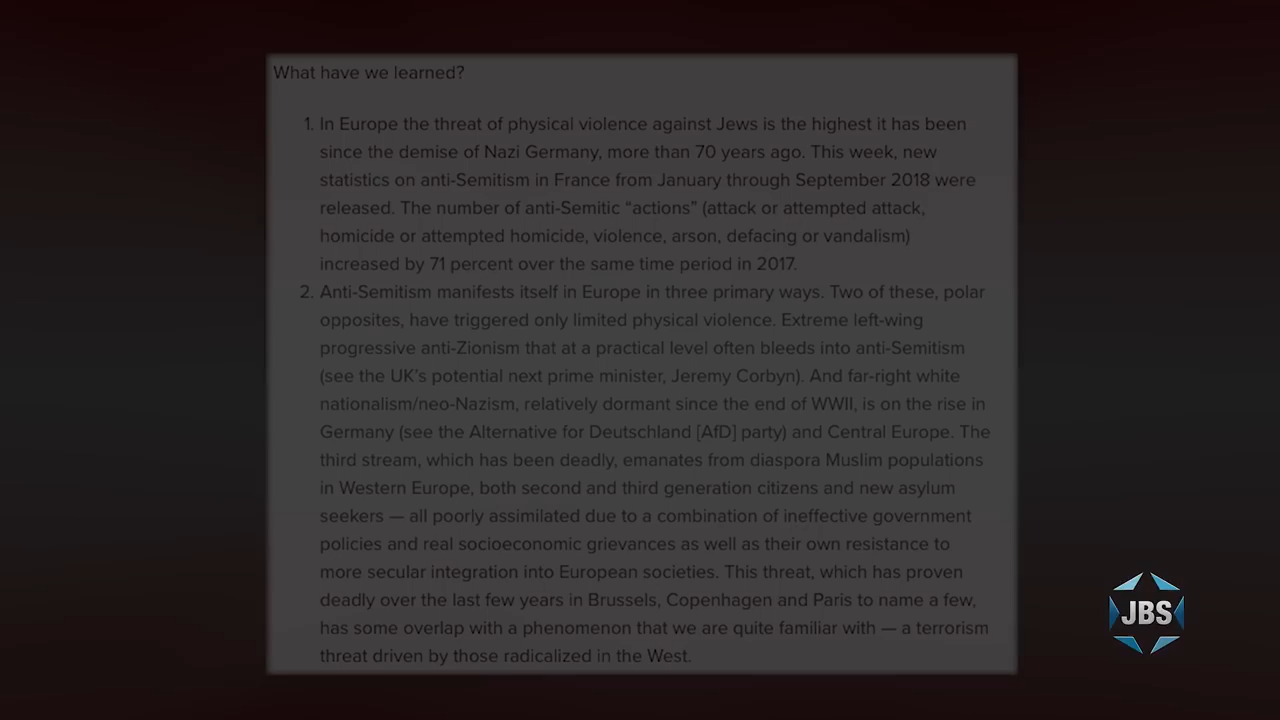 What have we learned?
1. In Europe the threat of physical violence against Jews is the highest it has been
since the demise of Nazi Germany, more than 70 years ago. This week, new
statistics on anti-Semitism in France from January through September 2018 were
released. The number of anti-Semitic “actions” (attack or attempted attack,
homicide or attempted homicide, violence, arson, defacing or vandalism)
increased by 71 percent over the same time period in 2017.
2. Anti-Semitism manifests itself in Europe in three primary ways. Two of these, polar
opposites, have triggered only limited physical violence. Extreme left-wing
progressive anti-Zionism that at a practical level often bleeds into anti-Semitism
(see the UK’s potential next prime minister, Jeremy Corbyn). And far-right white
nationalism/neo-Nazism, relatively dormant since the end of WWII, is on the rise in
Germany (see the Alternative for Deutschland [AfD] party) and Central Europe. The
third stream, which has been deadly, emanates from diaspora Muslim populations
in Western Europe, both second and third generation citizens and new asylum
seekers — all poorly assimilated due to a combination of ineffective government
policies and real socioeconomic grievances as well as their own resistance to
more secular integration into European societies. This threat, which has proven
deadly over the last few years in Brussels, Copenhagen and Paris to name a few,
has some overlap with a phenomenon that we are quite familiar with — a terrorism
threat driven by those radicalized in the West.
JBS